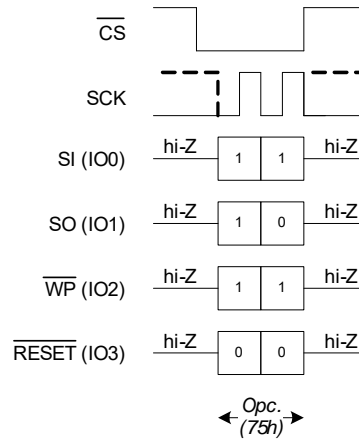 CS
SCK
hi-Z hi-Z
SI (IO0) 1 1
hi-Z hi-Z
SO (IO1) 1 0
hi-Z hi-Z
WP (IO2) 1 1
hi-Z hi-Z
RESET (IO3) 0 0
Opc.
(75h)